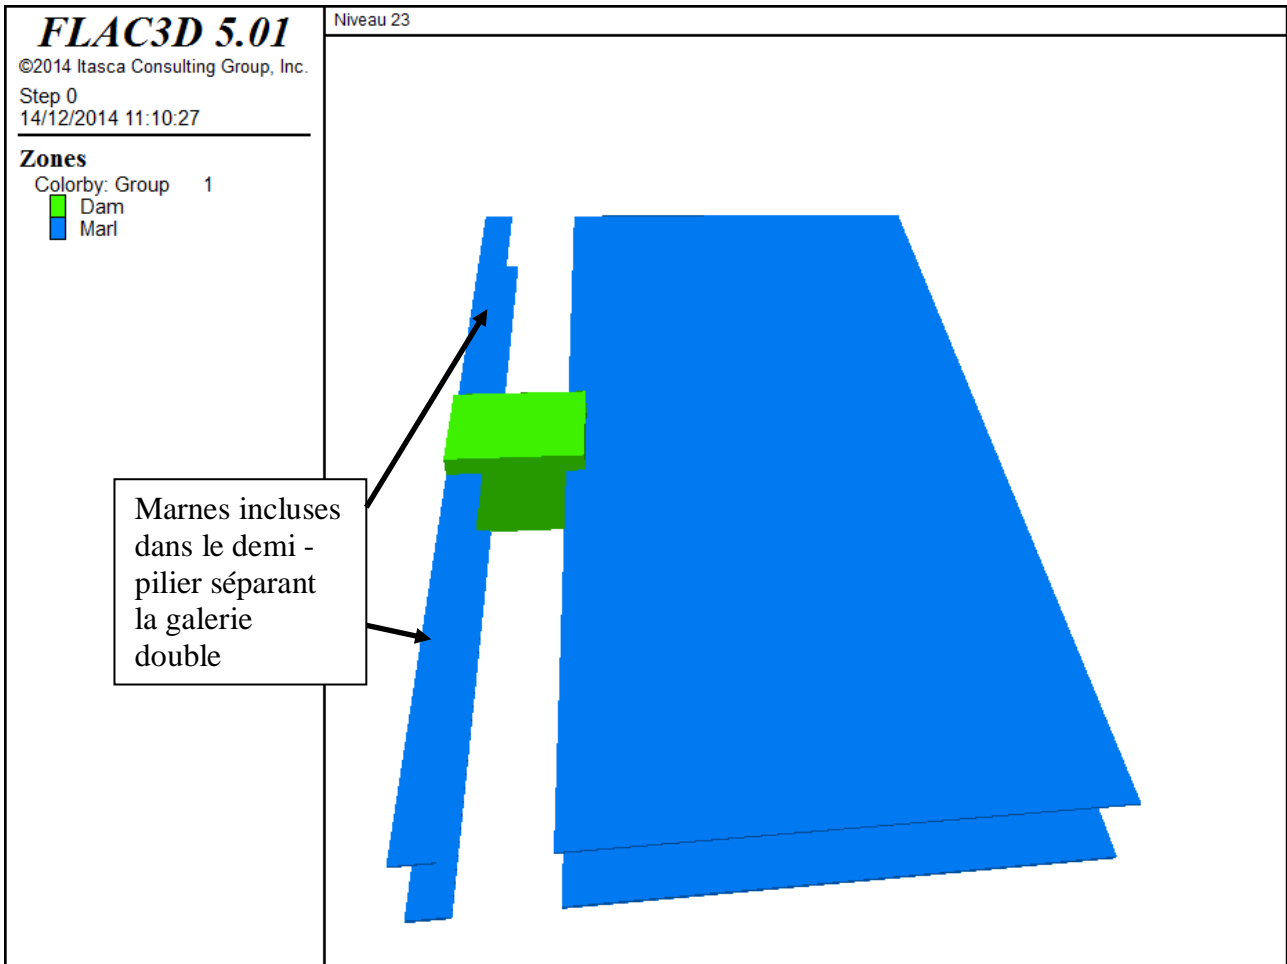 FLAC3D 5.01
©2014 Itasca Consulting Group, Inc.
Step 0
14/12/2014 11:10:27
Zones
Colorby: Group 1
Dam
Marl
Niveau 23
Marnes incluses
dans le demi -
pilier séparant
la galerie
double